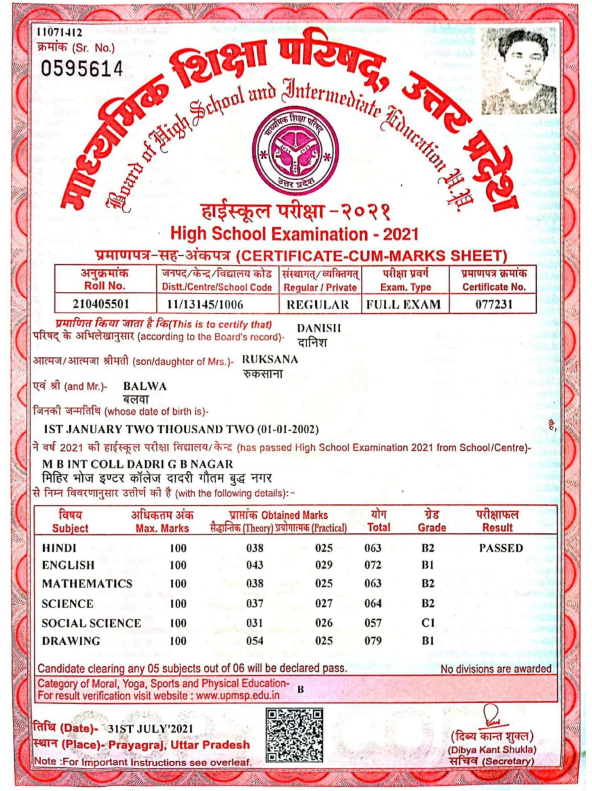 11071412
क्रमांक (Sr. No.)
0595614
माध्यमिक शिक्षा परिषद्, उत्तर प्रदेश
Board of High School and Intermediate Education U.P.
माध्यमिक शिक्षा परिषद
उत्तर प्रदेश
हाईस्कूल परीक्षा – २०२१
High School Examination - 2021
प्रमाणपत्र-सह-अंकपत्र (CERTIFICATE-CUM-MARKS SHEET)
अनुक्रमांक जनपद/केन्द्र/विद्यालय कोड संस्थागत/व्यक्तिगत परीक्षा प्रवर्ग प्रमाणपत्र क्रमांक
Roll No. Distt./Centre/School Code Regular / Private Exam. Type Certificate No.
210405501 11/13145/1006 REGULAR FULL EXAM 077231
प्रमाणित किया जाता है कि(This is to certify that) DANISH
परिषद् के अभिलेखानुसार (according to the Board's record)- दानिश
आत्मज/आत्मजा श्रीमती (son/daughter of Mrs.)- RUKSANA
रुकसाना
एवं श्री (and Mr.)- BALWA
बलवा
जिनकी जन्मतिथि (whose date of birth is)-
1ST JANUARY TWO THOUSAND TWO (01-01-2002) है,
ने वर्ष 2021 की हाईस्कूल परीक्षा विद्यालय/केन्द्र (has passed High School Examination 2021 from School/Centre)-
M B INT COLL DADRI G B NAGAR
मिहिर भोज इण्टर कॉलेज दादरी गौतम बुद्ध नगर
से निम्न विवरणानुसार उत्तीर्ण की है (with the following details):-
विषय अधिकतम अंक प्राप्तांक Obtained Marks योग ग्रेड परीक्षाफल
Subject Max. Marks सैद्धान्तिक (Theory) प्रयोगात्मक (Practical) Total Grade Result
HINDI 100 038 025 063 B2 PASSED
ENGLISH 100 043 029 072 B1
MATHEMATICS 100 038 025 063 B2
SCIENCE 100 037 027 064 B2
SOCIAL SCIENCE 100 031 026 057 C1
DRAWING 100 054 025 079 B1
Candidate clearing any 05 subjects out of 06 will be declared pass. No divisions are awarded
Category of Moral, Yoga, Sports and Physical Education- B
For result verification visit website : www.upmsp.edu.in
तिथि (Date)- 31ST JULY'2021
स्थान (Place)- Prayagraj, Uttar Pradesh
Note :For Important Instructions see overleaf.
(दिव्य कान्त शुक्ल)
(Dibya Kant Shukla)
सचिव (Secretary)